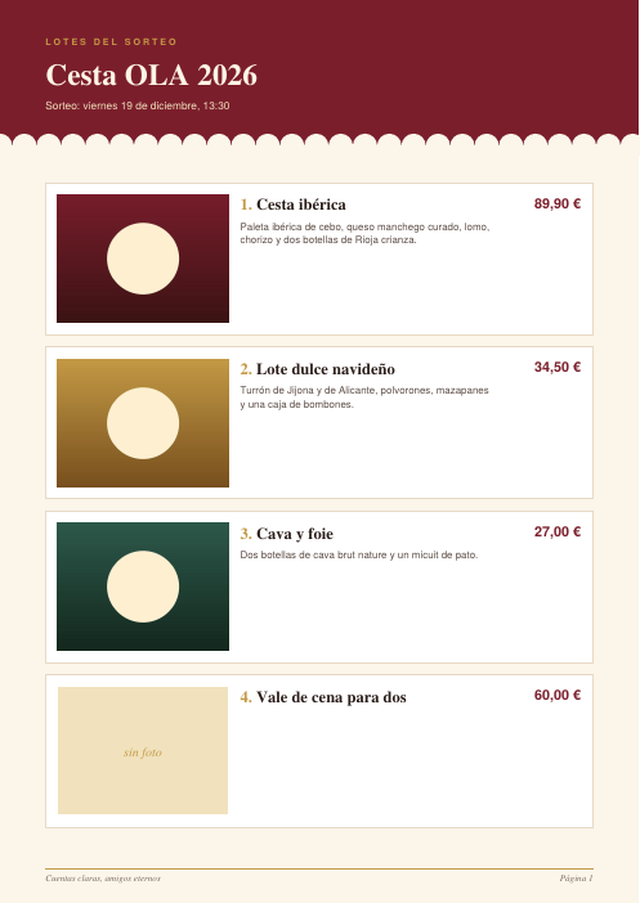 LOTES DEL SORTEO
Cesta OLA 2026
Sorteo: viernes 19 de diciembre, 13:30
1. Cesta ibérica
89,90 €
Paleta ibérica de cebo, queso manchego curado, lomo,
chorizo y dos botellas de Rioja crianza.
2. Lote dulce navideño
34,50 €
Turrón de Jijona y de Alicante, polvorones, mazapanes
y una caja de bombones.
3. Cava y foie
27,00 €
Dos botellas de cava brut nature y un micuit de pato.
4. Vale de cena para dos
60,00 €
sin foto
Cuentas claras, amigos eternos
Página 1